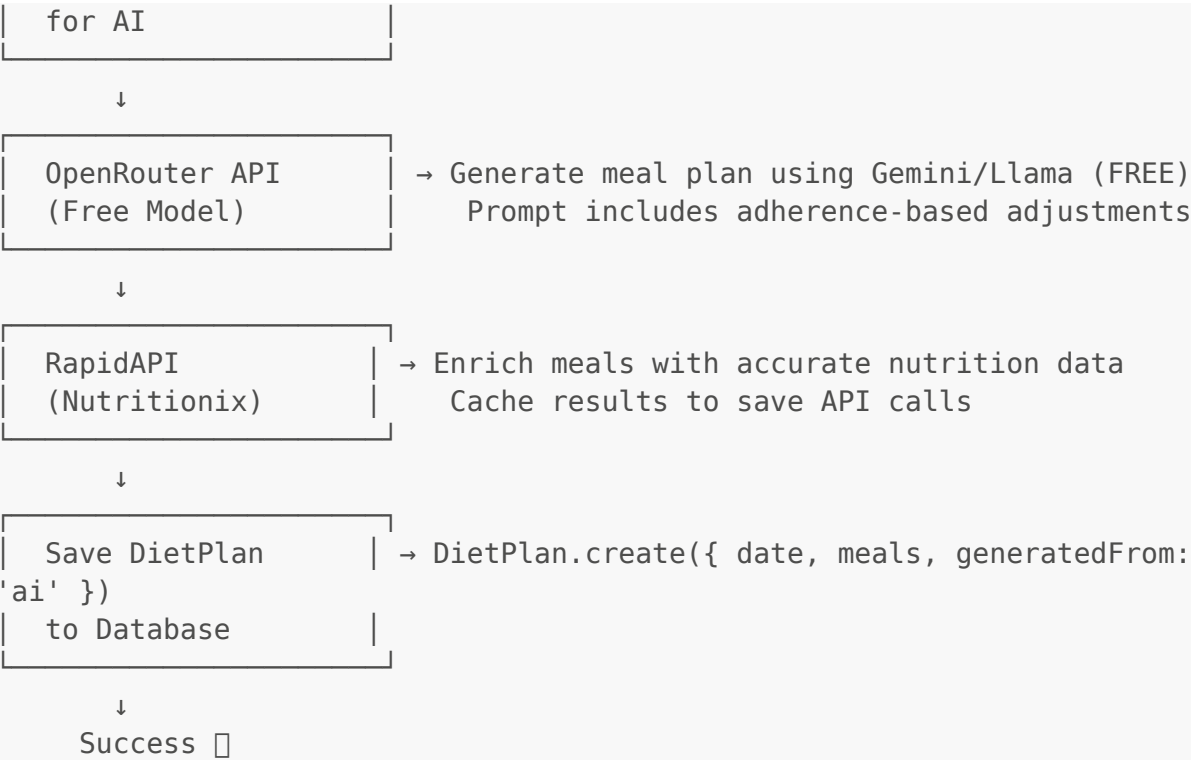 │  for AI               │
└───────────────────────┘
↓
┌───────────────────────┐
│  OpenRouter API       │ → Generate meal plan using Gemini/Llama (FREE)
│  (Free Model)         │    Prompt includes adherence-based adjustments
└───────────────────────┘
↓
┌───────────────────────┐
│  RapidAPI             │ → Enrich meals with accurate nutrition data
│  (Nutritionix)        │    Cache results to save API calls
└───────────────────────┘
↓
┌───────────────────────┐
│  Save DietPlan        │ → DietPlan.create({ date, meals, generatedFrom:
'ai' })
│  to Database          │
└───────────────────────┘
↓
Success □